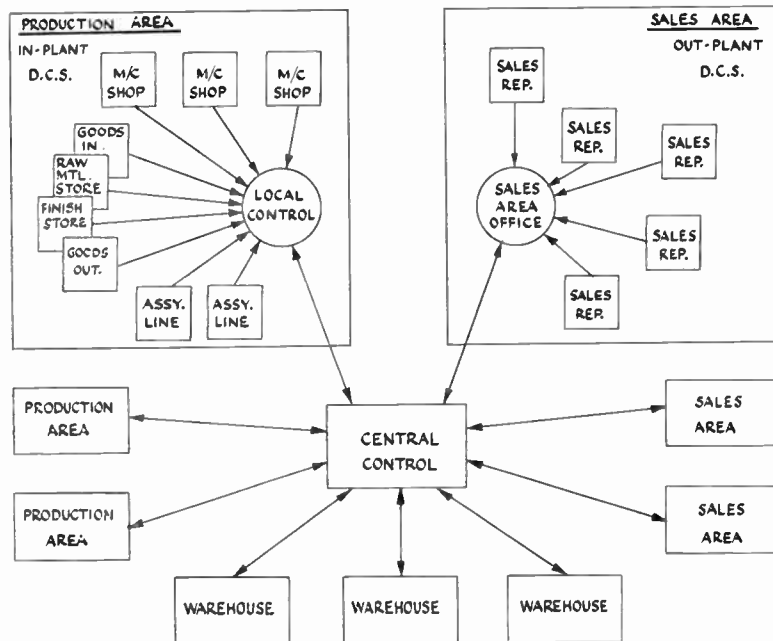 PRODUCTION AREA
IN-PLANT
D.C.S.
M/C
SHOP
M/C
SHOP
M/C
SHOP
GOODS
IN.
RAW
MTL.
STORE
FINISH
STORE
GOODS
OUT.
LOCAL
CONTROL
ASSY.
LINE
ASSY.
LINE
SALES AREA
OUT-PLANT
D.C.S.
SALES
REP.
SALES
REP.
SALES
REP.
SALES
AREA
OFFICE
SALES
REP.
SALES
REP.
PRODUCTION
AREA
CENTRAL
CONTROL
SALES
AREA
PRODUCTION
AREA
SALES
AREA
WAREHOUSE
WAREHOUSE
WAREHOUSE